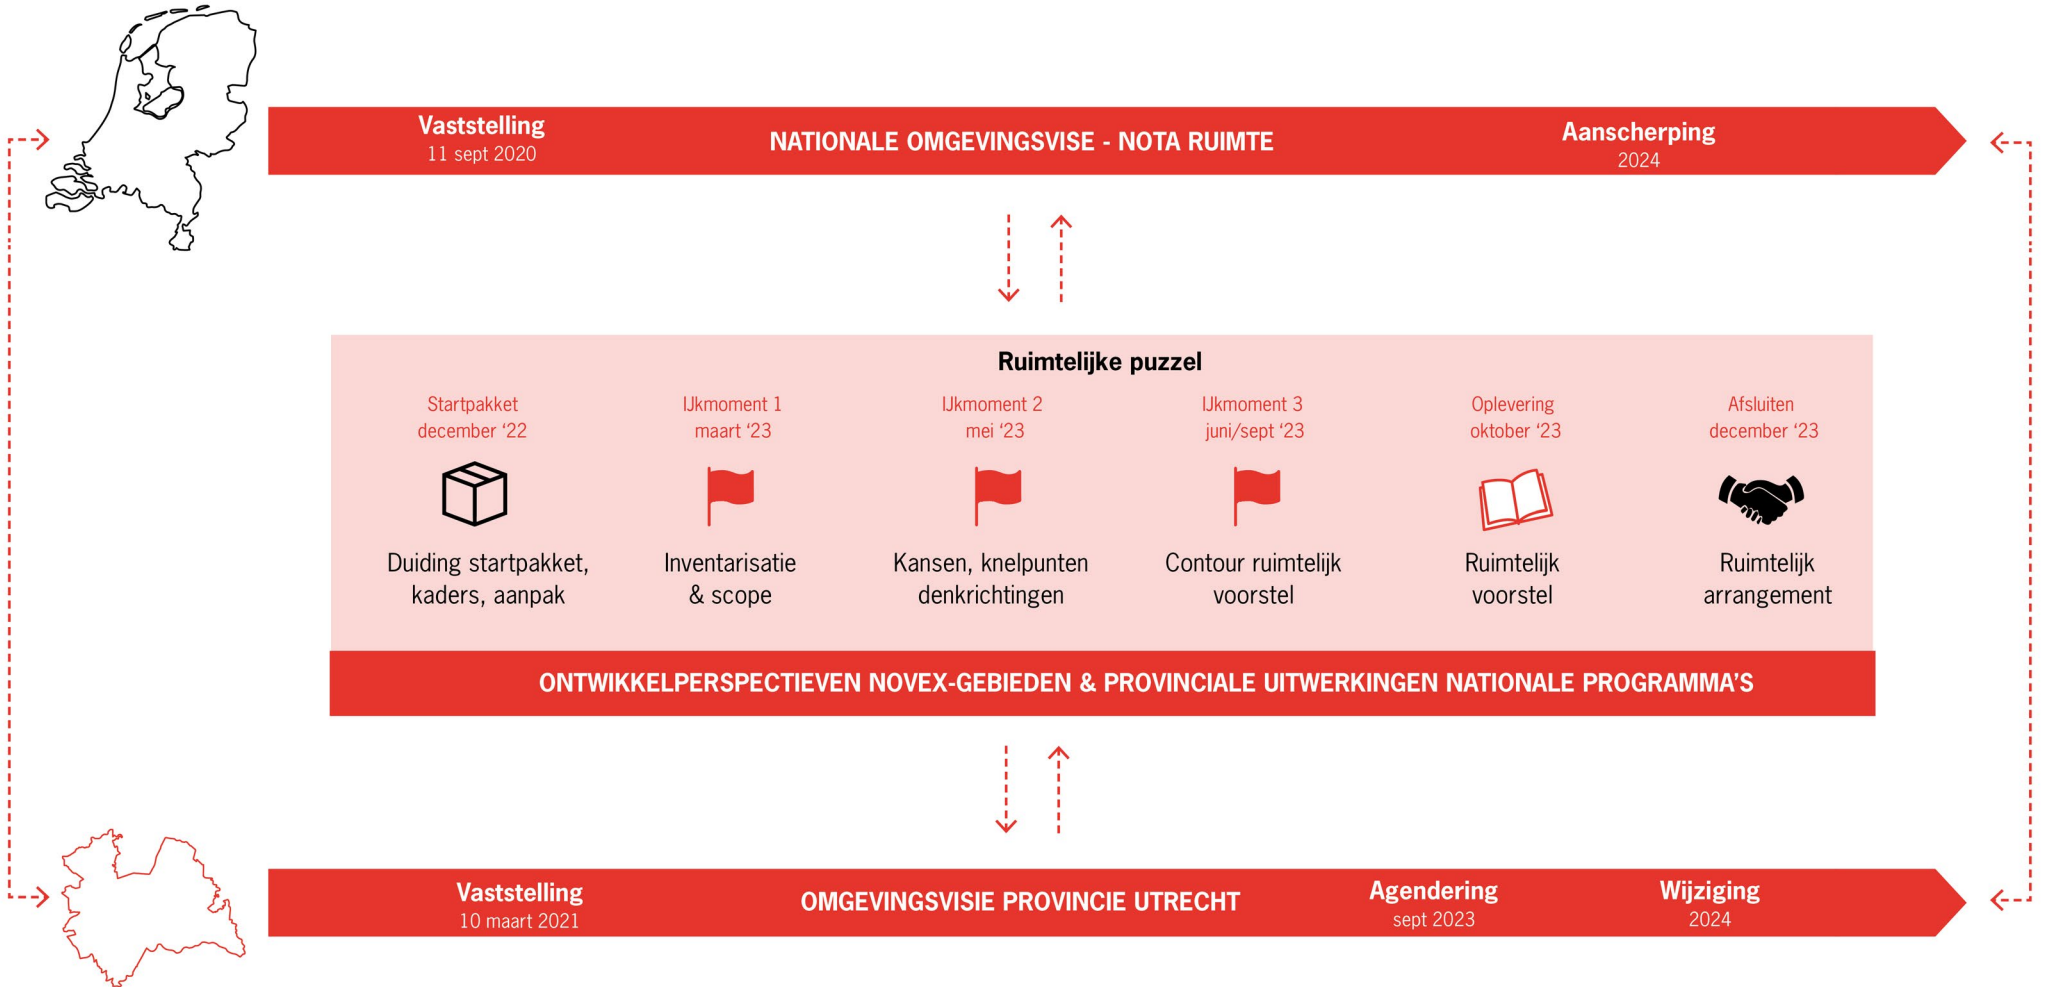 Vaststelling
11 sept 2020
NATIONALE OMGEVINGSVISE - NOTA RUIMTE
Aanscherping
2024
Ruimtelijke puzzel
Startpakket
december ‘22
Duiding startpakket,
kaders, aanpak
IJkmoment 1
maart ‘23
Inventarisatie
& scope
IJkmoment 2
mei ‘23
Kansen, knelpunten
denkrichtingen
IJkmoment 3
juni/sept ‘23
Contour ruimtelijk
voorstel
Oplevering
oktober ‘23
Ruimtelijk
voorstel
Afsluiten
december ‘23
Ruimtelijk
arrangement
ONTWIKKELPERSPECTIEVEN NOVEX-GEBIEDEN & PROVINCIALE UITWERKINGEN NATIONALE PROGRAMMA’S
Vaststelling
10 maart 2021
OMGEVINGSVISIE PROVINCIE UTRECHT
Agendering
sept 2023
Wijziging
2024